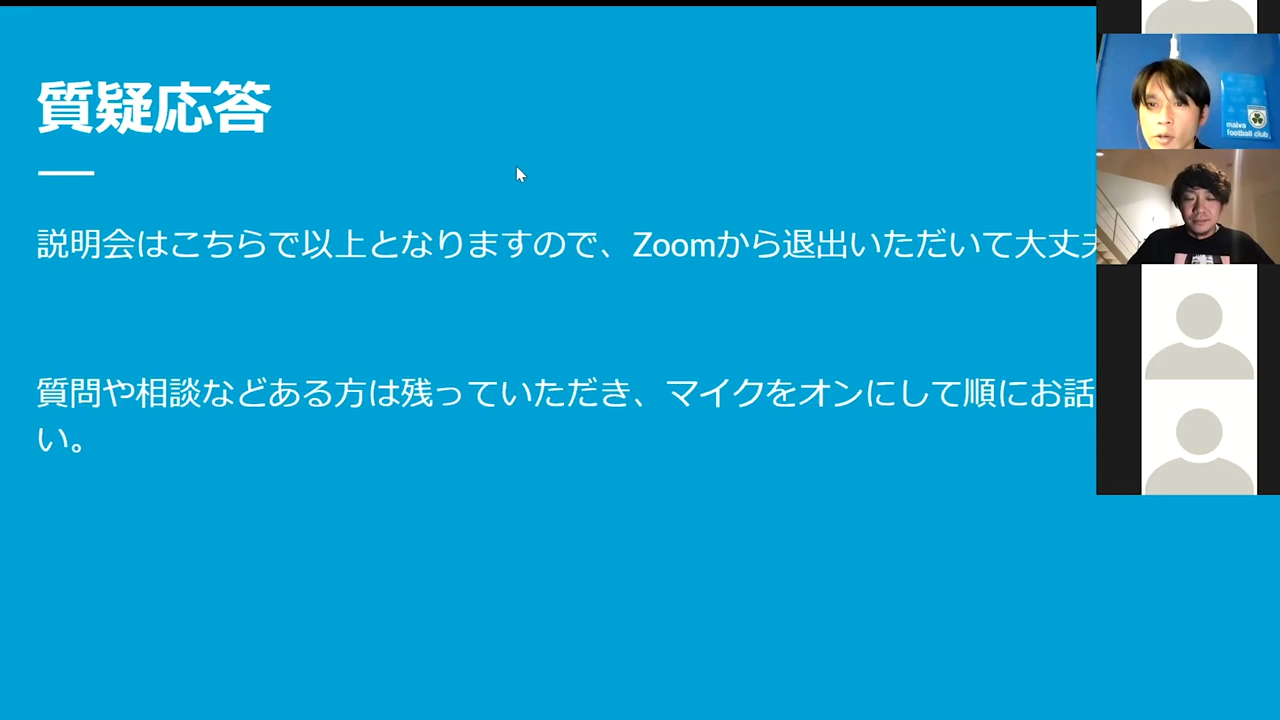 質疑応答
説明会はこちらで以上となりますので、Zoomから退出いただいて大丈
質問や相談などある方は残っていただき、マイクをオンにして順にお話
い。
maiva
football club